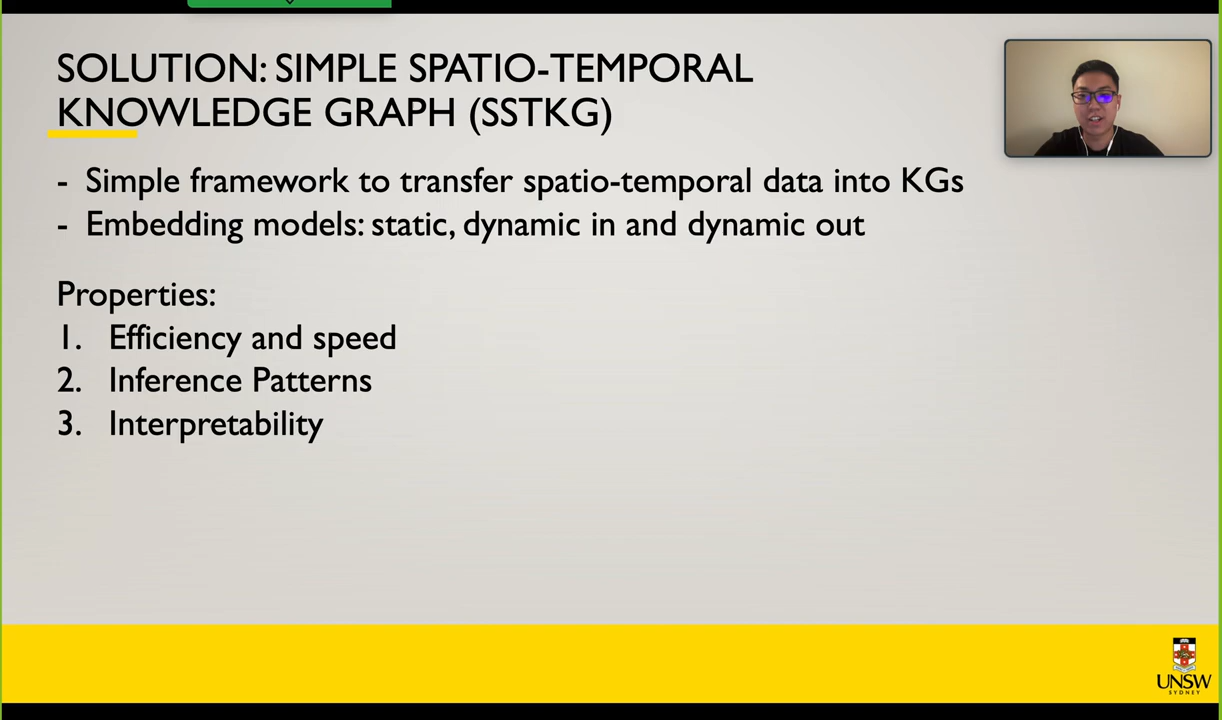 SOLUTION: SIMPLE SPATIO-TEMPORAL
KNOWLEDGE GRAPH (SSTKG)
- Simple framework to transfer spatio-temporal data into KGs
- Embedding models: static, dynamic in and dynamic out
Properties:
1. Efficiency and speed
2. Inference Patterns
3. Interpretability
UNSW
SYDNEY